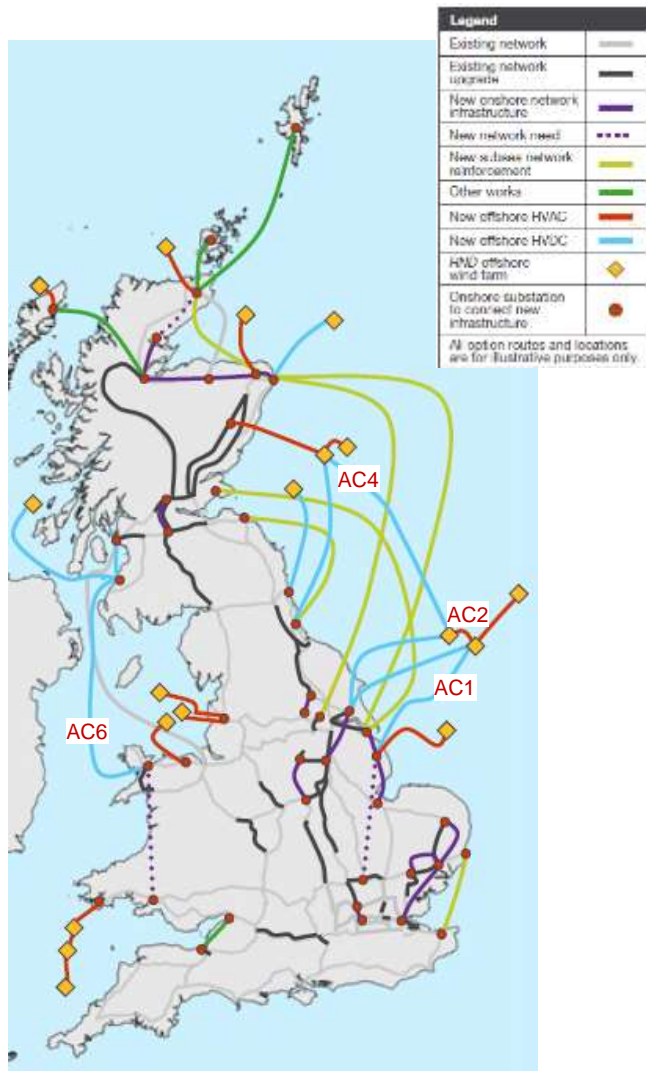 Legend
Existing network
Existing network
upgrade
New onshore network
infrastructure
New network need
New subsea network
reinforcement
Other works
New offshore HVAC
New offshore HVDC
HND offshore
wind farm
Onshore substation
to connect new
infrastructure
All option routes and locations
are for illustrative purposes only
AC4
AC2
AC1
AC6